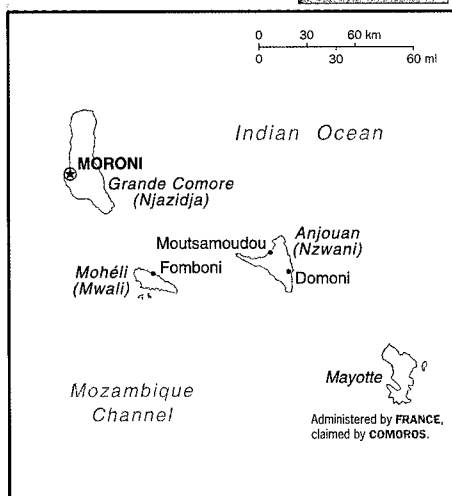 0 30 60 km
0 30 60 mi
Indian Ocean
MORONI
Grande Comore
(Njazidja)
Anjouan
(Nzwani)
Moutsamoudou
Domoni
Mohéli
(Mwali)
Fomboni
Mayotte
Mozambique
Channel
Administered by FRANCE,
claimed by COMOROS.